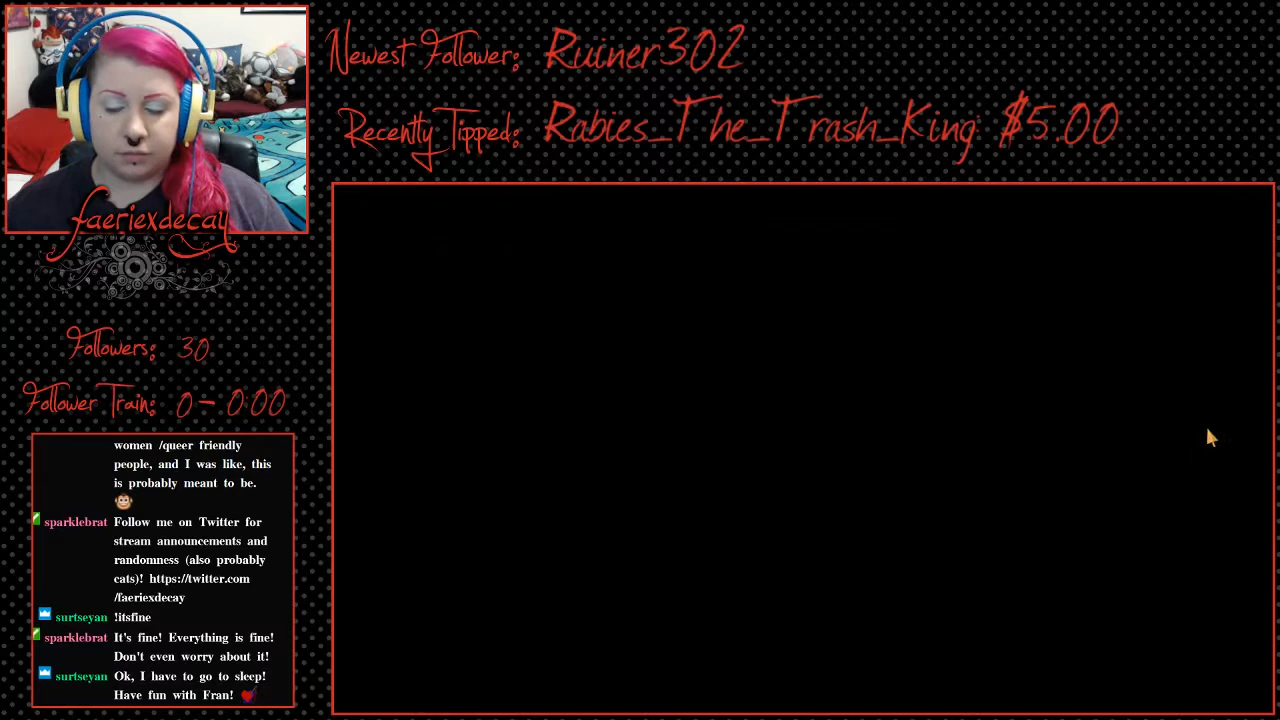 Newest Follower: Ruiner302
Recently Tipped: Rabies_The_Trash_King $5.00
faeriexdecay
Followers: 30
Follower Train: 0 - 0:00
women /queer friendly
people, and I was like, this
is probably meant to be.
sparklebrat Follow me on Twitter for
stream announcements and
randomness (also probably
cats)! https://twitter.com
/faeriexdecay
surtseyan !itsfine
sparklebrat It's fine! Everything is fine!
Don't even worry about it!
surtseyan Ok, I have to go to sleep!
Have fun with Fran!